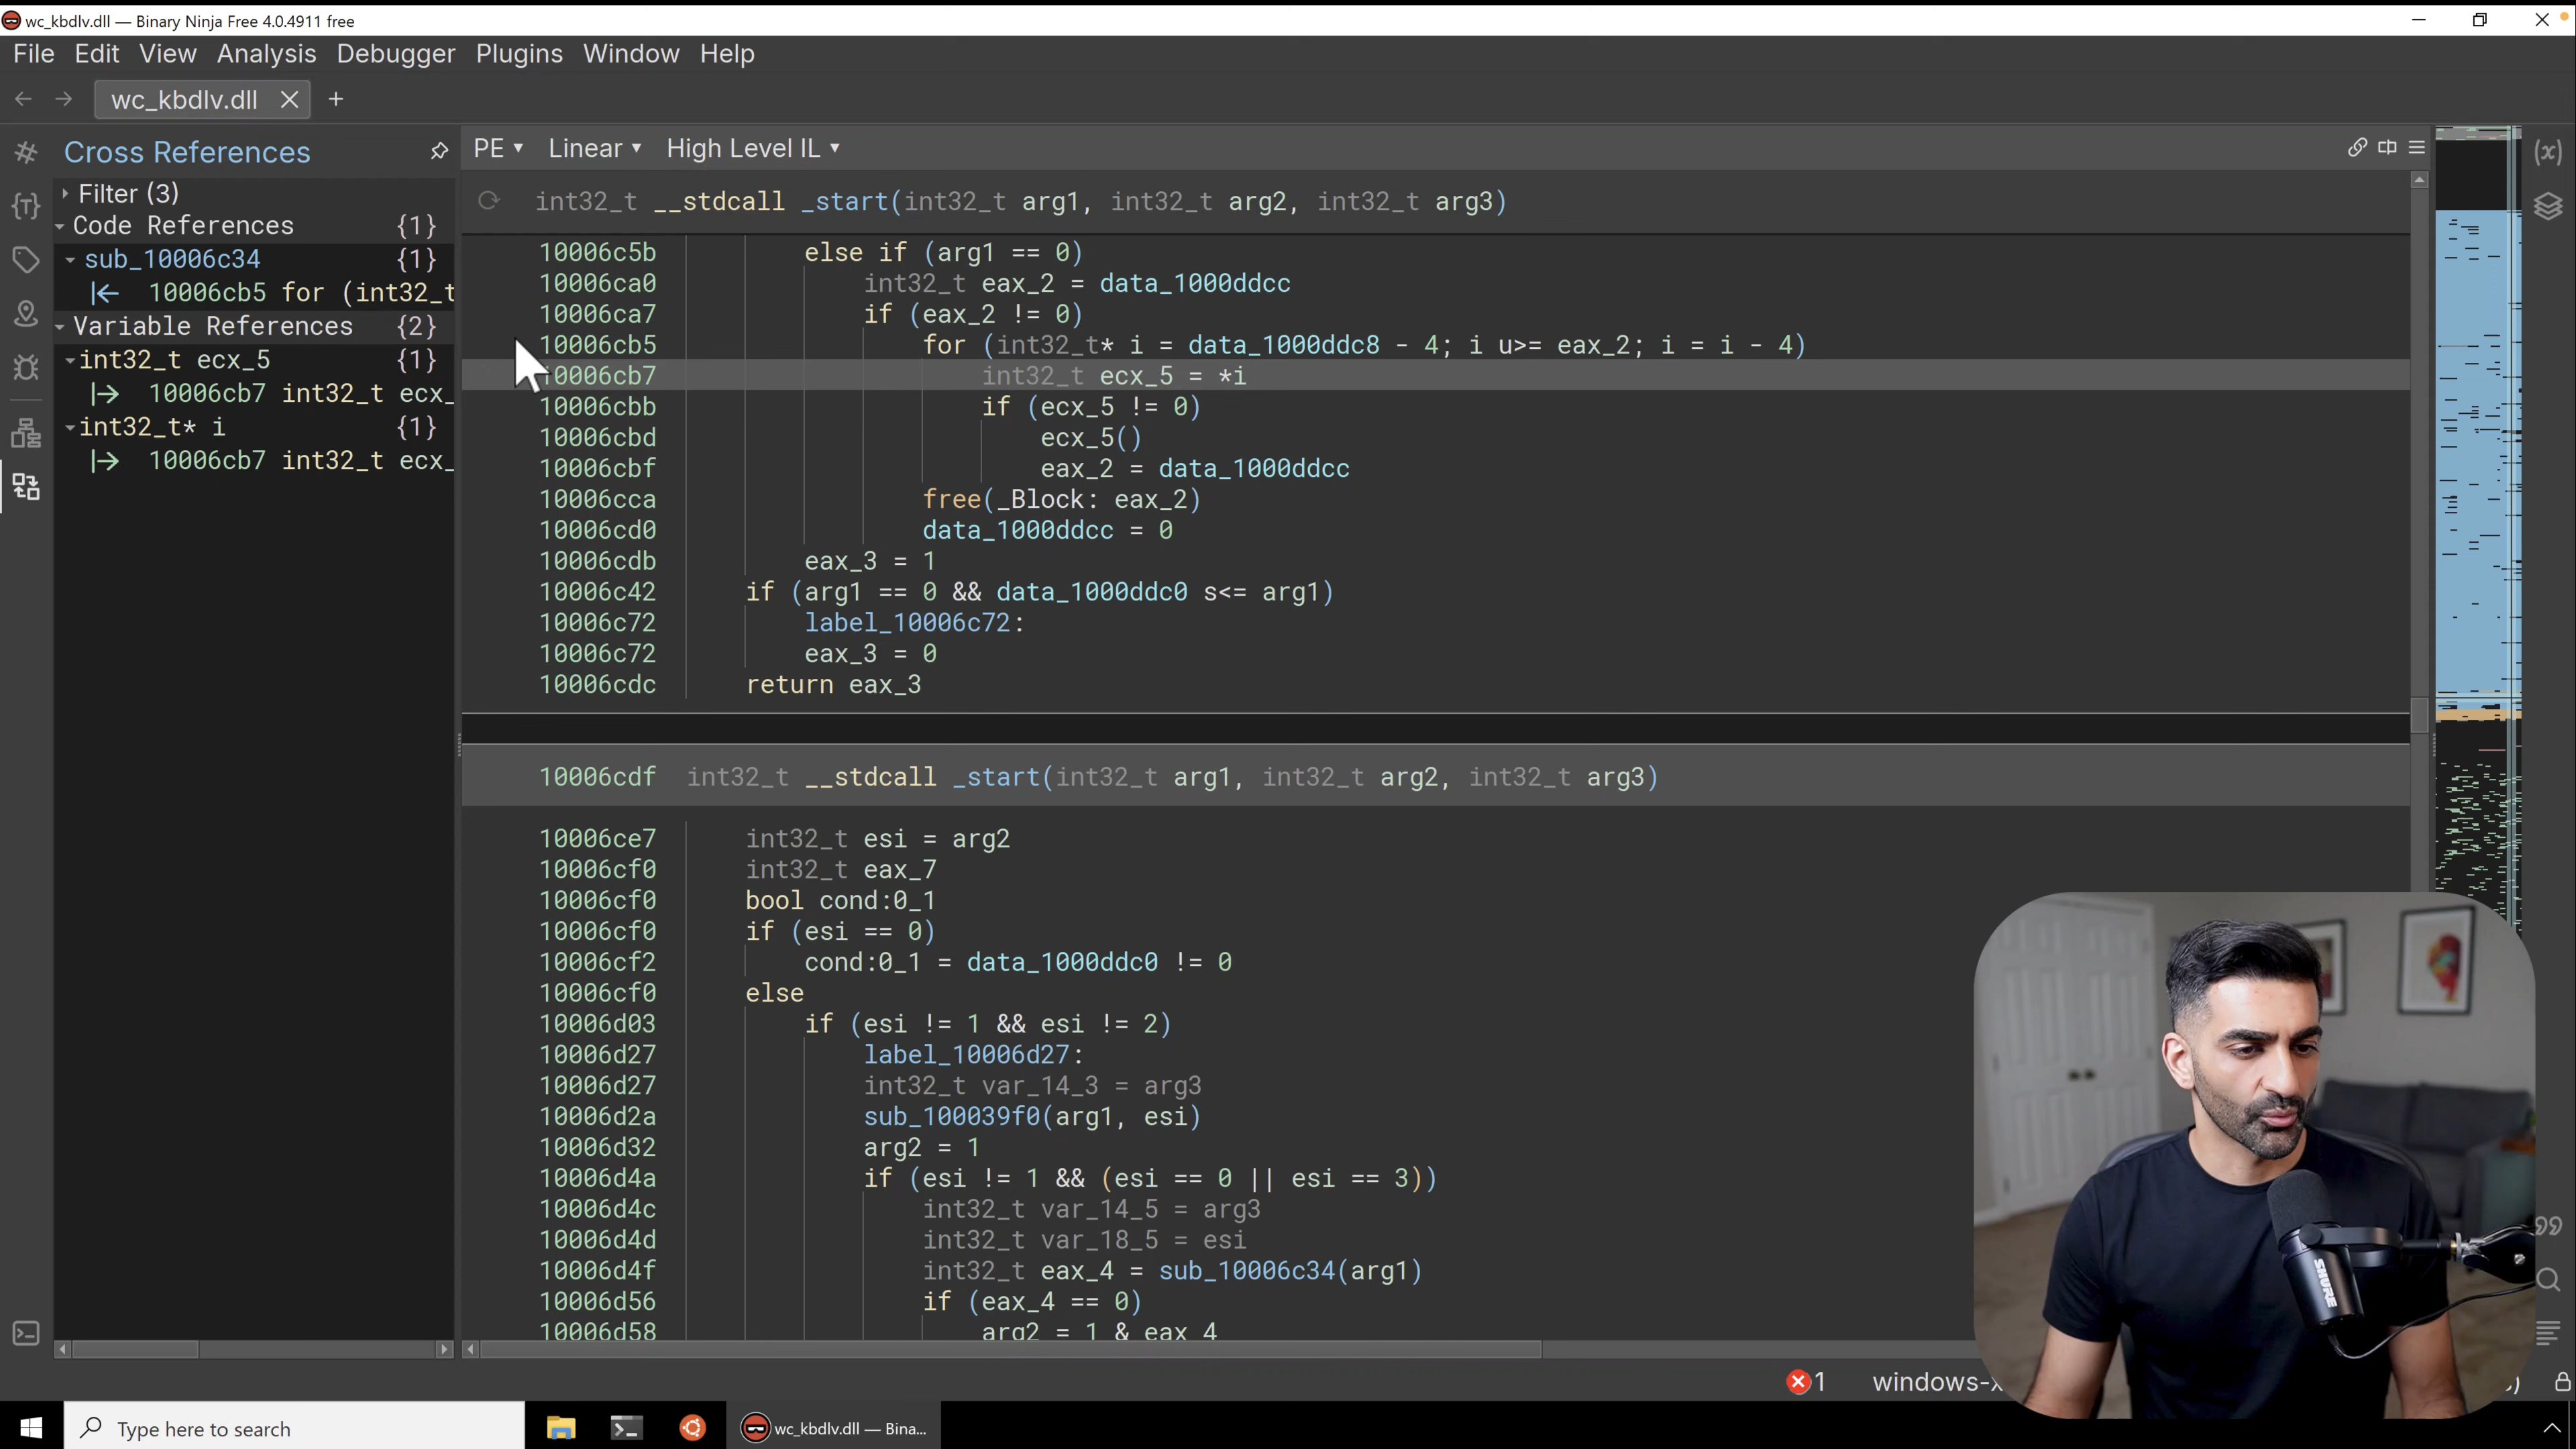 wc_kbdlv.dll — Binary Ninja Free 4.0.4911 free
File Edit View Analysis Debugger Plugins Window Help
wc_kbdlv.dll
Cross References
Filter (3)
Code References {1}
sub_10006c34 {1}
|← 10006cb5 for (int32_t
Variable References {2}
int32_t ecx_5 {1}
|→ 10006cb7 int32_t ecx_
int32_t* i {1}
|→ 10006cb7 int32_t ecx_
PE ▾ Linear ▾ High Level IL ▾
int32_t __stdcall _start(int32_t arg1, int32_t arg2, int32_t arg3)
10006c5b else if (arg1 == 0)
10006ca0 int32_t eax_2 = data_1000ddcc
10006ca7 if (eax_2 != 0)
10006cb5 for (int32_t* i = data_1000ddc8 - 4; i u>= eax_2; i = i - 4)
10006cb7 int32_t ecx_5 = *i
10006cbb if (ecx_5 != 0)
10006cbd ecx_5()
10006cbf eax_2 = data_1000ddcc
10006cca free(_Block: eax_2)
10006cd0 data_1000ddcc = 0
10006cdb eax_3 = 1
10006c42 if (arg1 == 0 && data_1000ddc0 s<= arg1)
10006c72 label_10006c72:
10006c72 eax_3 = 0
10006cdc return eax_3
10006cdf int32_t __stdcall _start(int32_t arg1, int32_t arg2, int32_t arg3)
10006ce7 int32_t esi = arg2
10006cf0 int32_t eax_7
10006cf0 bool cond:0_1
10006cf0 if (esi == 0)
10006cf2 cond:0_1 = data_1000ddc0 != 0
10006cf0 else
10006d03 if (esi != 1 && esi != 2)
10006d27 label_10006d27:
10006d27 int32_t var_14_3 = arg3
10006d2a sub_100039f0(arg1, esi)
10006d32 arg2 = 1
10006d4a if (esi != 1 && (esi == 0 || esi == 3))
10006d4c int32_t var_14_5 = arg3
10006d4d int32_t var_18_5 = esi
10006d4f int32_t eax_4 = sub_10006c34(arg1)
10006d56 if (eax_4 == 0)
10006d58 arg2 = 1 & eax_4
1 windows-x
SHURE
Type here to search
wc_kbdlv.dll — Bina...